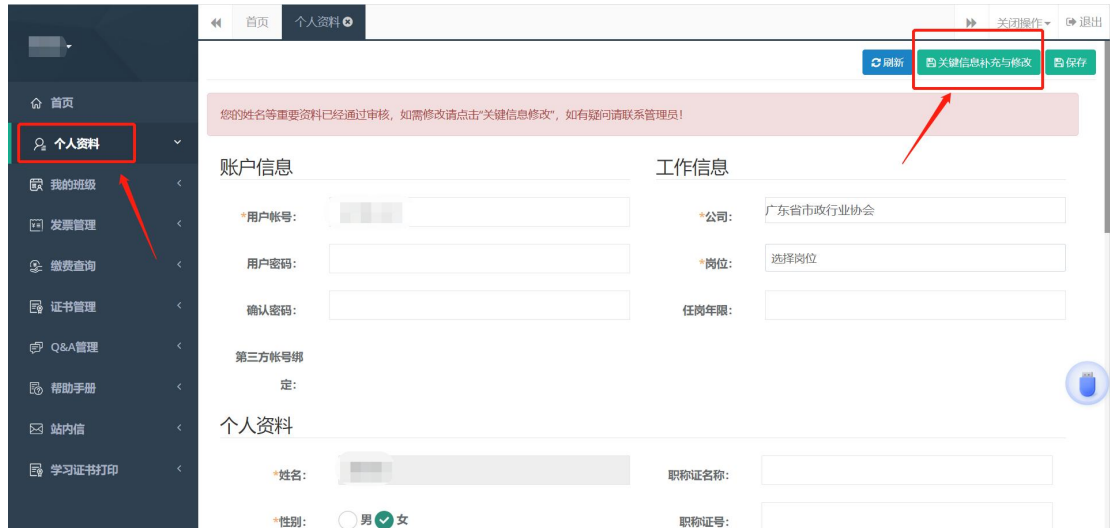 首页 个人资料 关闭操作 退出
刷新 关键信息补充与修改 保存
首页
您的姓名等重要资料已经通过审核，如需修改请点击“关键信息修改”，如有疑问请联系管理员！
个人资料
账户信息 工作信息
我的班级
*用户帐号： *公司： 广东省市政行业协会
发票管理
用户密码： *岗位： 选择岗位
缴费查询
证书管理
确认密码： 任岗年限：
Q&A管理
第三方帐号绑
定：
帮助手册
个人资料
站内信
学习证书打印
*姓名： 职称证名称：
*性别： 男 女 职称证号：